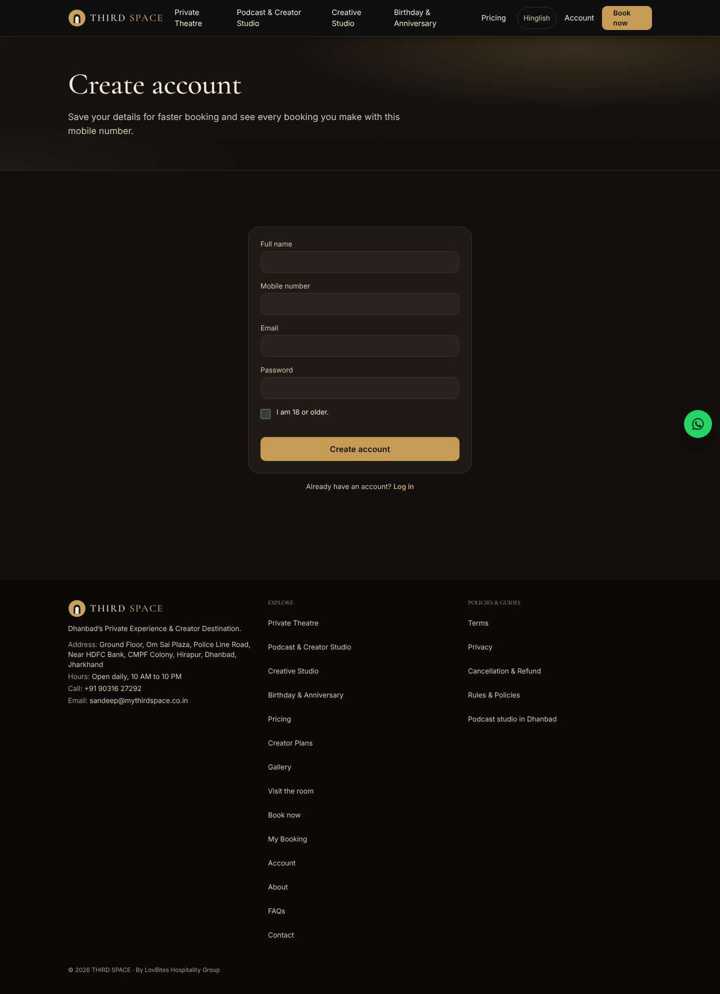 THIRD SPACE
Private Theatre
Podcast & Creator Studio
Creative Studio
Birthday & Anniversary
Pricing
Hinglish
Account
Book now
Create account
Save your details for faster booking and see every booking you make with this
mobile number.
Full name
Mobile number
Email
Password
I am 18 or older.
Create account
Already have an account? Log in
THIRD SPACE
Dhanbad's Private Experience & Creator Destination.
Address: Ground Floor, Om Sai Plaza, Police Line Road,
Near HDFC Bank, CMPF Colony, Hirapur, Dhanbad,
Jharkhand
Hours: Open daily, 10 AM to 10 PM
Call: +91 90316 27292
Email: sandeep@mythirdspace.co.in
EXPLORE
Private Theatre
Podcast & Creator Studio
Creative Studio
Birthday & Anniversary
Pricing
Creator Plans
Gallery
Visit the room
Book now
My Booking
Account
About
FAQs
Contact
POLICIES & GUIDES
Terms
Privacy
Cancellation & Refund
Rules & Policies
Podcast studio in Dhanbad
© 2026 THIRD SPACE · By LovBites Hospitality Group